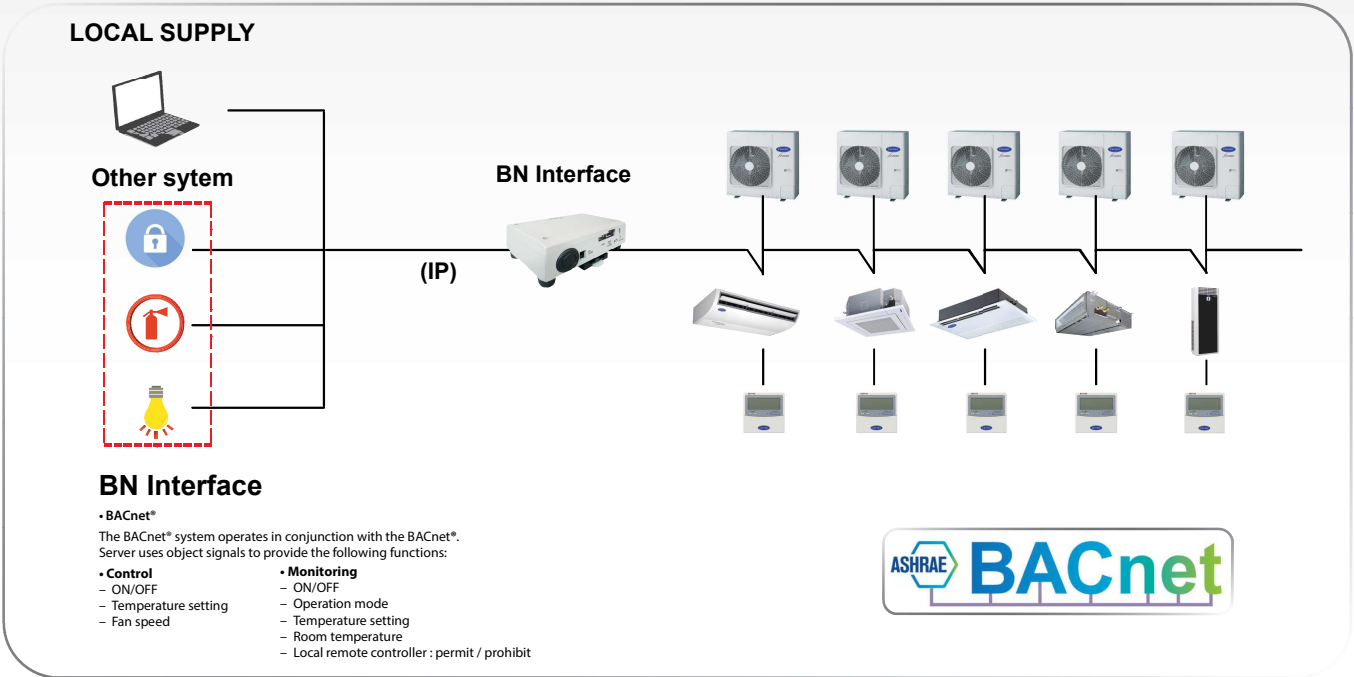 LOCAL SUPPLY
Other sytem
BN Interface
(IP)
BN Interface
• BACnet®
The BACnet® system operates in conjunction with the BACnet®.
Server uses object signals to provide the following functions:
• Control
– ON/OFF
– Temperature setting
– Fan speed
• Monitoring
– ON/OFF
– Operation mode
– Temperature setting
– Room temperature
– Local remote controller : permit / prohibit
ASHRAE BACnet